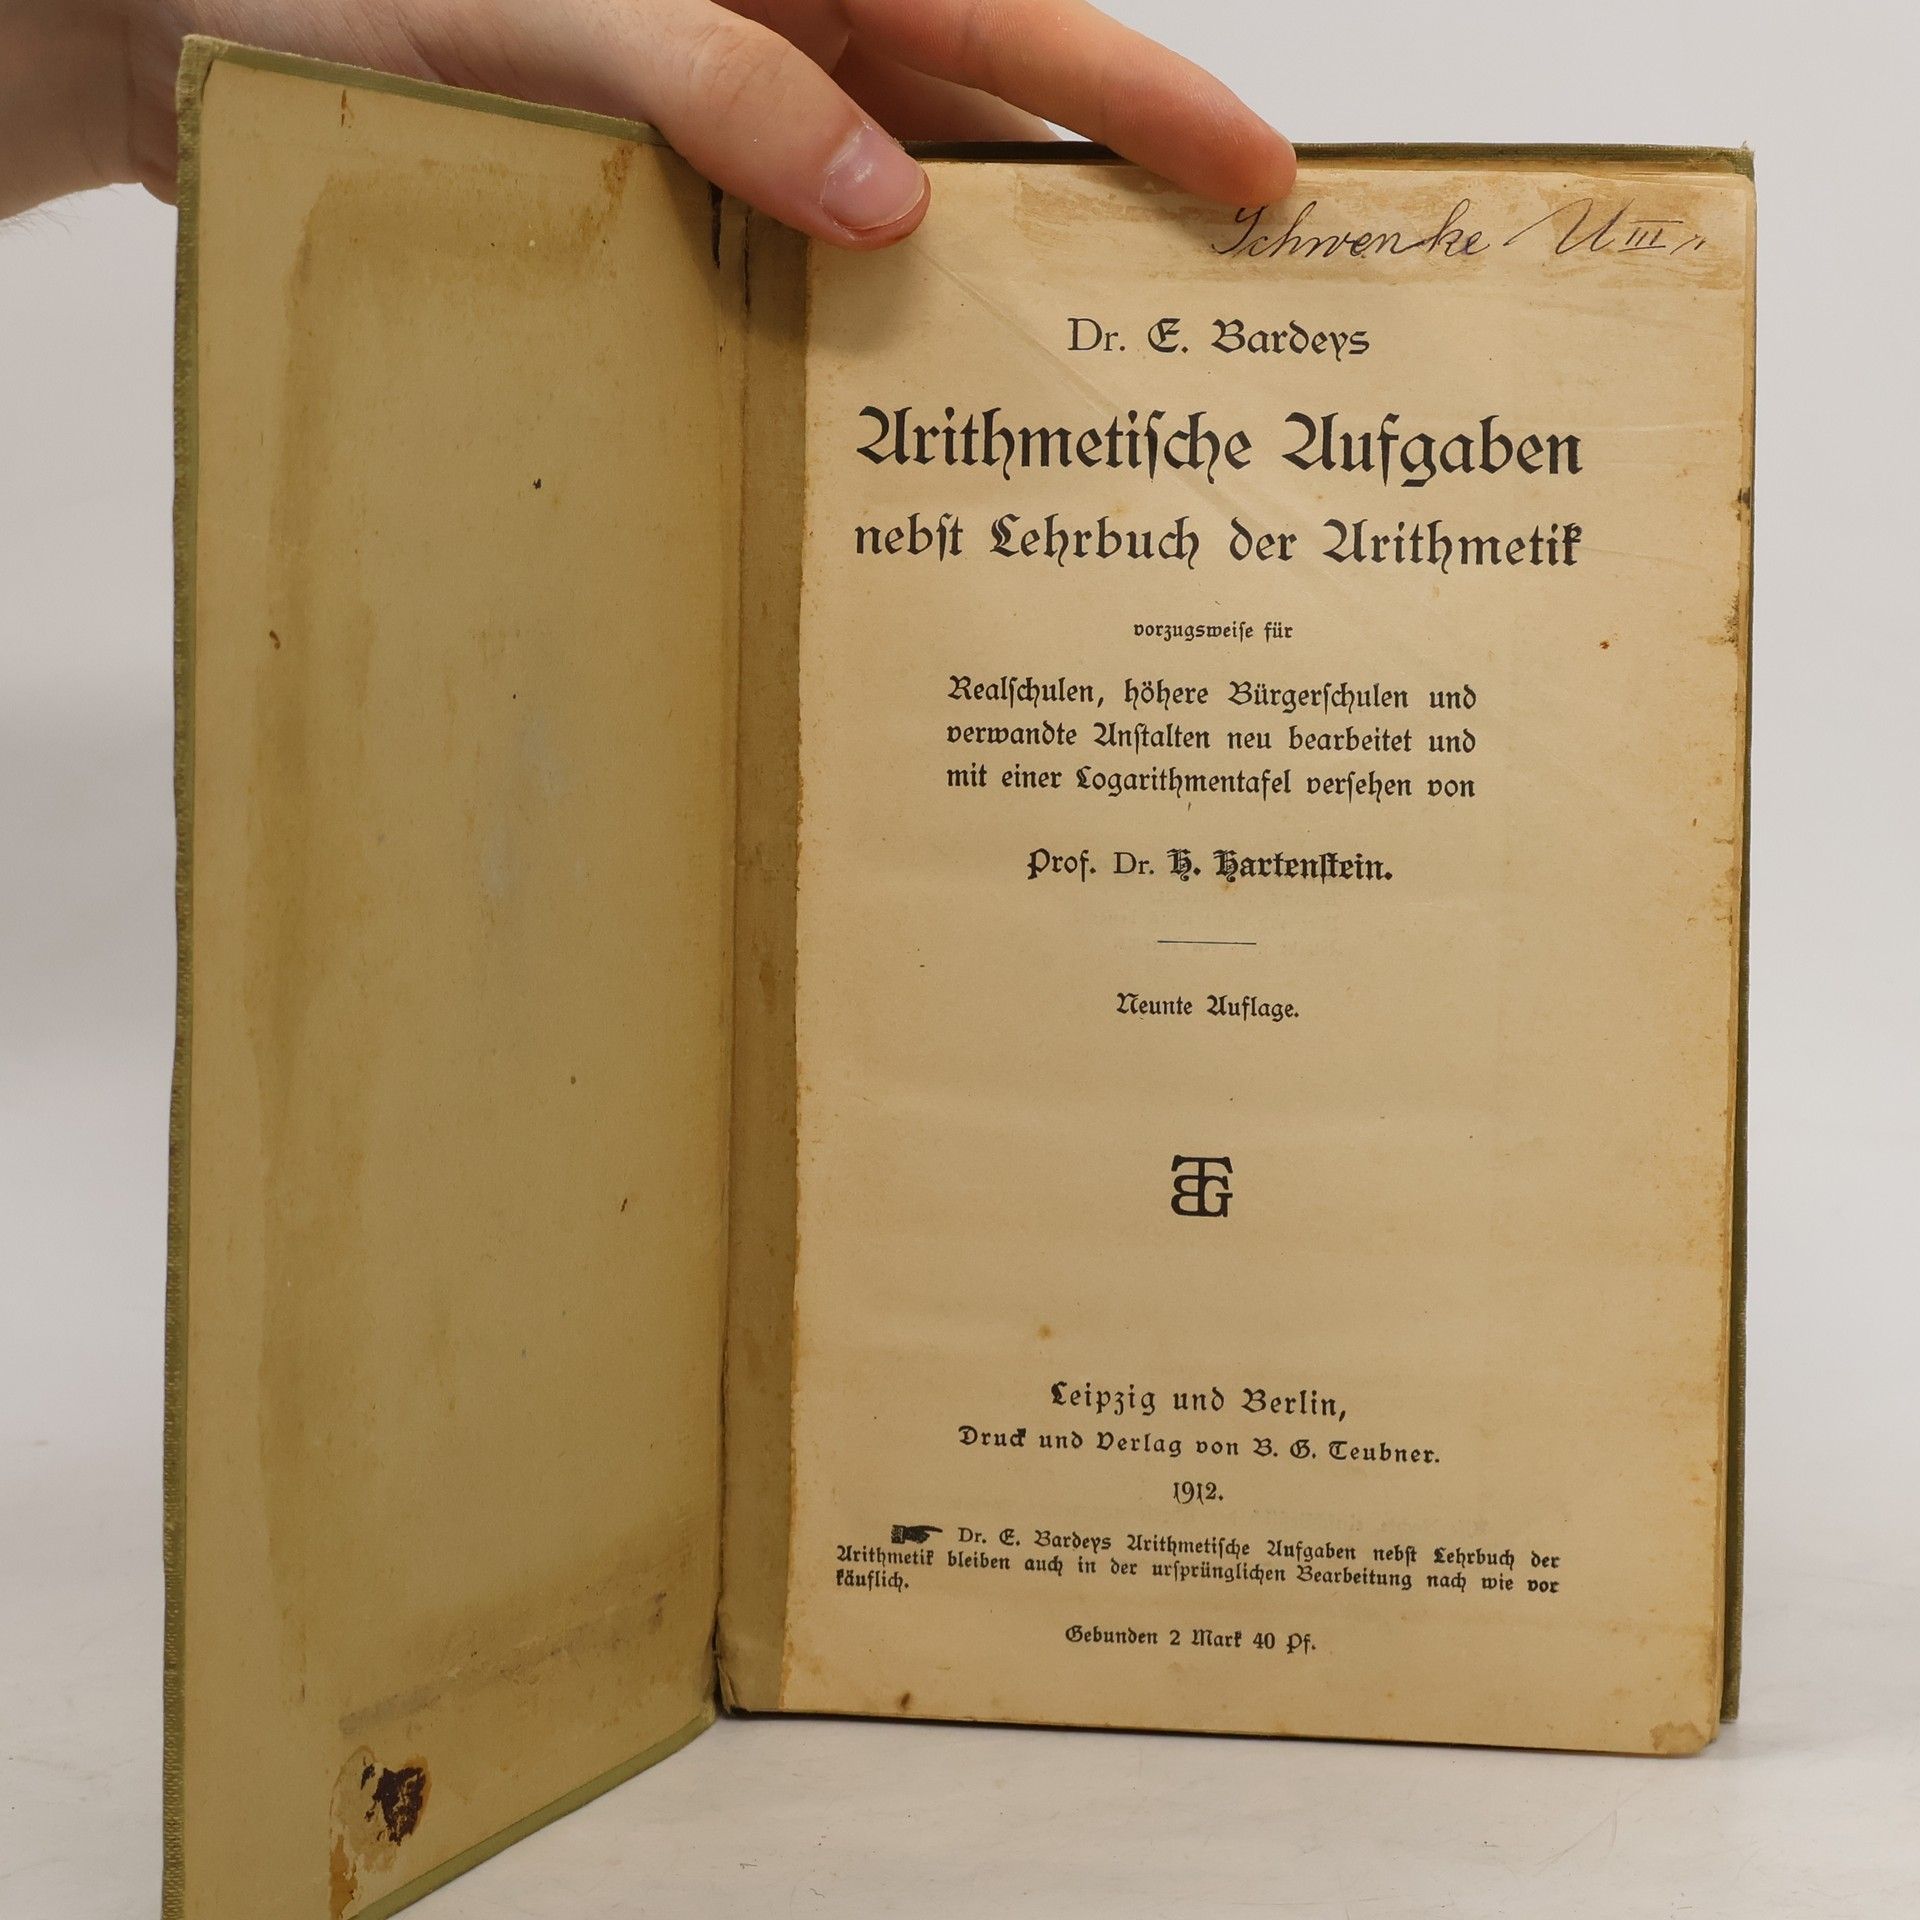 Schwenke U III
Dr. E. Bardeys
Arithmetiſche Aufgaben
nebſt Lehrbuch der Arithmetik
vorzugsweiſe für
Realſchulen, höhere Bürgerſchulen und
verwandte Anſtalten neu bearbeitet und
mit einer Logarithmentafel verſehen von
Prof. Dr. H. Hartenſtein.
Neunte Auflage.
BTG
Leipzig und Berlin,
Druck und Verlag von B. G. Teubner.
1912.
☛ Dr. E. Bardeys Arithmetiſche Aufgaben nebſt Lehrbuch der
Arithmetik bleiben auch in der urſprünglichen Bearbeitung nach wie vor
käuflich.
Gebunden 2 Mark 40 Pf.